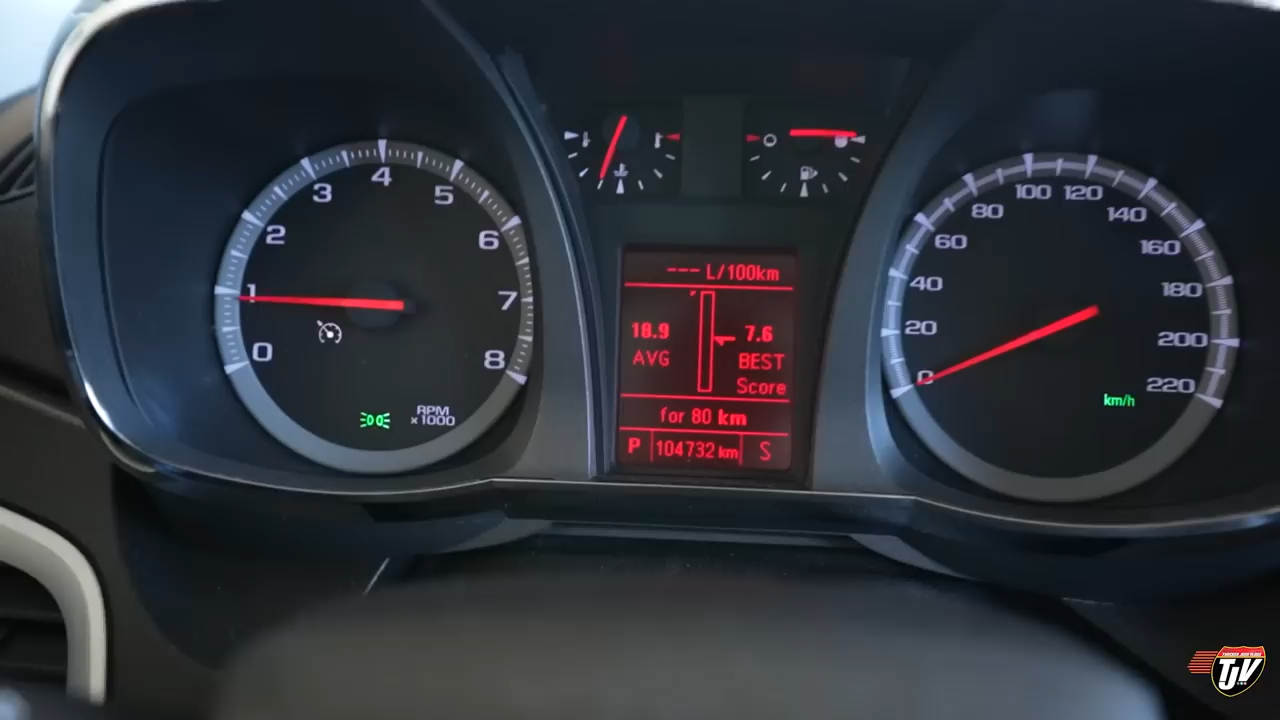 0
1
2
3
4
5
6
7
8
RPM
x1000
--- L/100km
18.9
AVG
7.6
BEST
Score
for 80 km
P 104732 km S
0
20
40
60
80
100
120
140
160
180
200
220
km/h
TJV